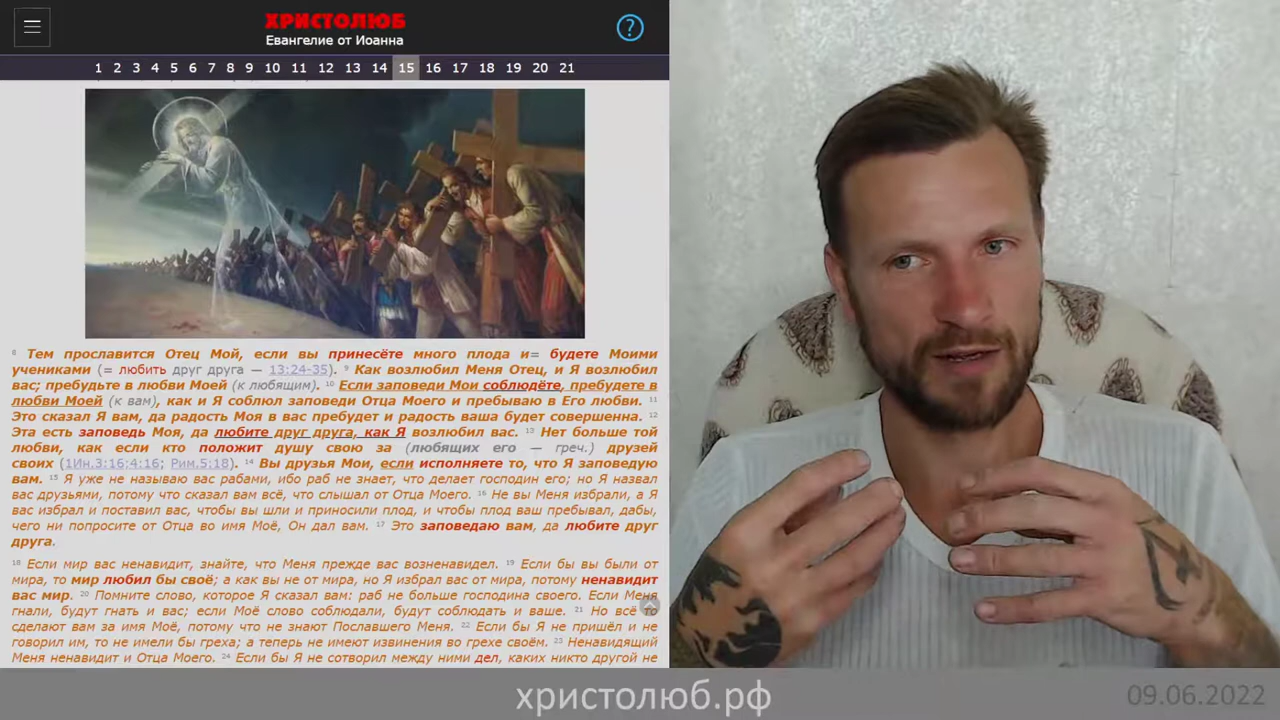 ХРИСТОЛЮБ
Евангелие от Иоанна
1 2 3 4 5 6 7 8 9 10 11 12 13 14 15 16 17 18 19 20 21
8 Тем прославится Отец Мой, если вы принесёте много плода и= будете Моими
учениками (= любить друг друга — 13:24-35). 9 Как возлюбил Меня Отец, и Я возлюбил
вас; пребудьте в любви Моей (к любящим). 10 Если заповеди Мои соблюдёте, пребудете в
любви Моей (к вам), как и Я соблюл заповеди Отца Моего и пребываю в Его любви. 11
Это сказал Я вам, да радость Моя в вас пребудет и радость ваша будет совершенна. 12
Эта есть заповедь Моя, да любите друг друга, как Я возлюбил вас. 13 Нет больше той
любви, как если кто положит душу свою за (любящих его — греч.) друзей
своих (1Ин.3:16;4:16; Рим.5:18). 14 Вы друзья Мои, если исполняете то, что Я заповедую
вам. 15 Я уже не называю вас рабами, ибо раб не знает, что делает господин его; но Я назвал
вас друзьями, потому что сказал вам всё, что слышал от Отца Моего. 16 Не вы Меня избрали, а Я
вас избрал и поставил вас, чтобы вы шли и приносили плод, и чтобы плод ваш пребывал, дабы,
чего ни попросите от Отца во имя Моё, Он дал вам. 17 Это заповедаю вам, да любите друг
друга.
18 Если мир вас ненавидит, знайте, что Меня прежде вас возненавидел. 19 Если бы вы были от
мира, то мир любил бы своё; а как вы не от мира, но Я избрал вас от мира, потому ненавидит
вас мир. 20 Помните слово, которое Я сказал вам: раб не больше господина своего. Если Меня
гнали, будут гнать и вас; если Моё слово соблюдали, будут соблюдать и ваше. 21 Но всё то
сделают вам за имя Моё, потому что не знают Пославшего Меня. 22 Если бы Я не пришёл и не
говорил им, то не имели бы греха; а теперь не имеют извинения во грехе своём. 23 Ненавидящий
Меня ненавидит и Отца Моего. 24 Если бы Я не сотворил между ними дел, каких никто другой не
христолюб.рф
09.06.2022